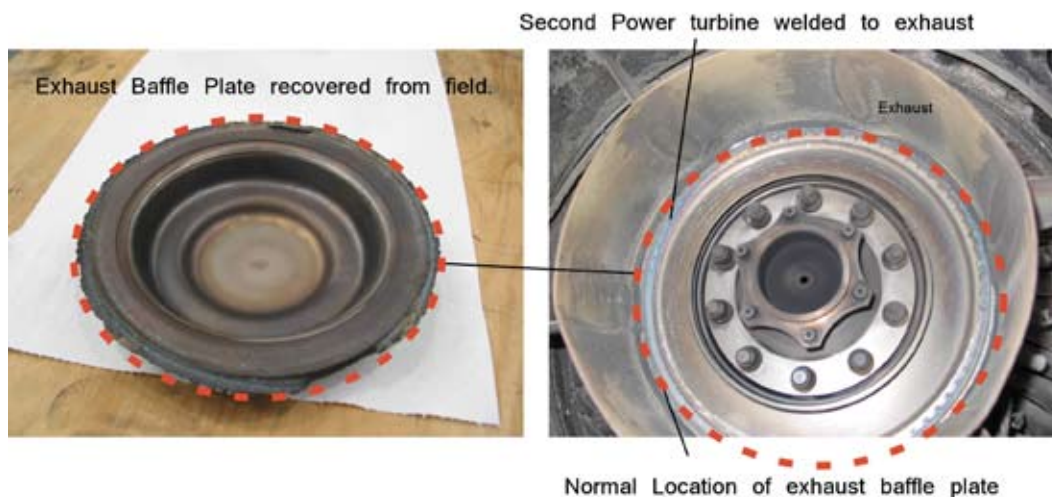 Second Power turbine welded to exhaust
Exhaust Baffle Plate recovered from field.
Exhaust
Normal Location of exhaust baffle plate